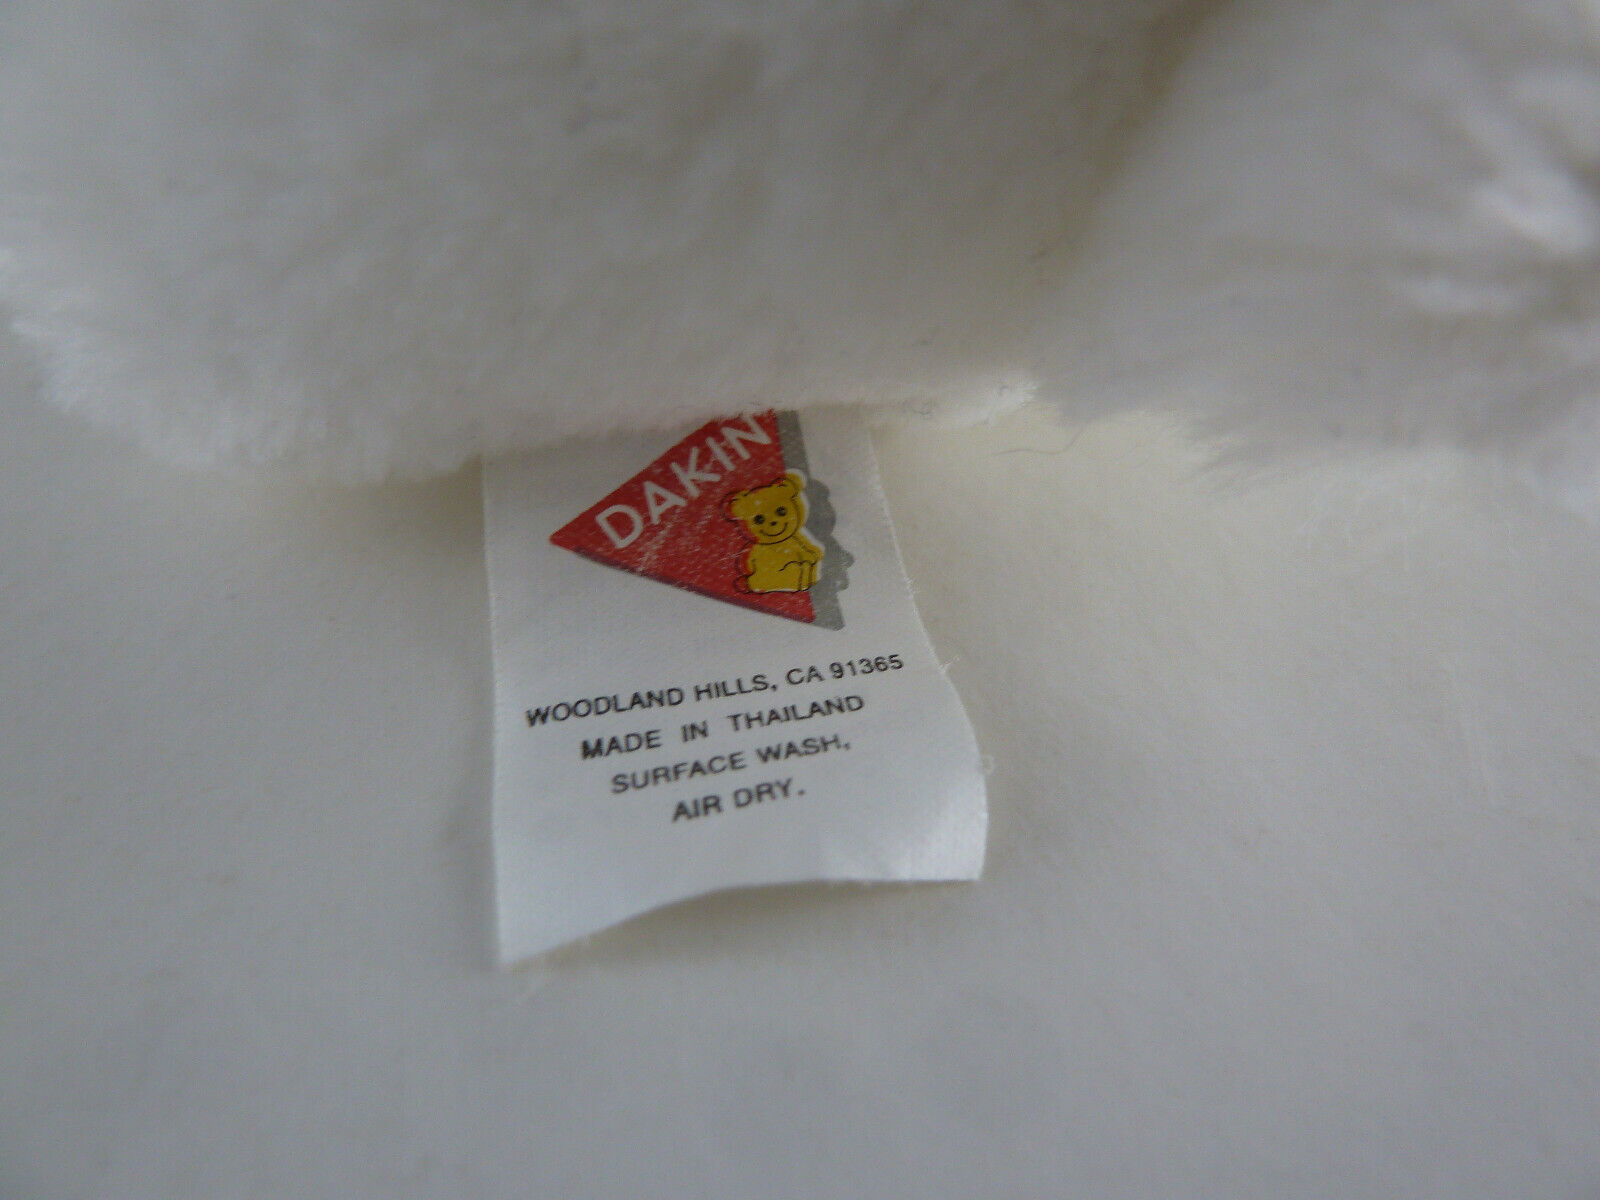 DAKIN
WOODLAND HILLS, CA 91365
MADE IN THAILAND
SURFACE WASH,
AIR DRY.